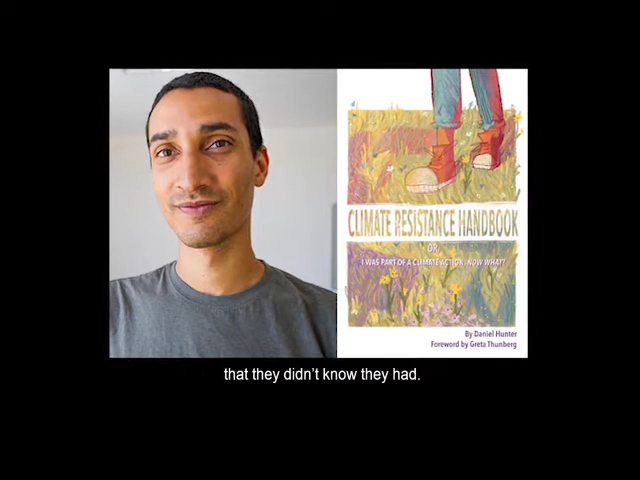 CLIMATE RESISTANCE HANDBOOK
OR,
I WAS PART OF A CLIMATE ACTION. NOW WHAT?
By Daniel Hunter
Foreword by Greta Thunberg
that they didn’t know they had.